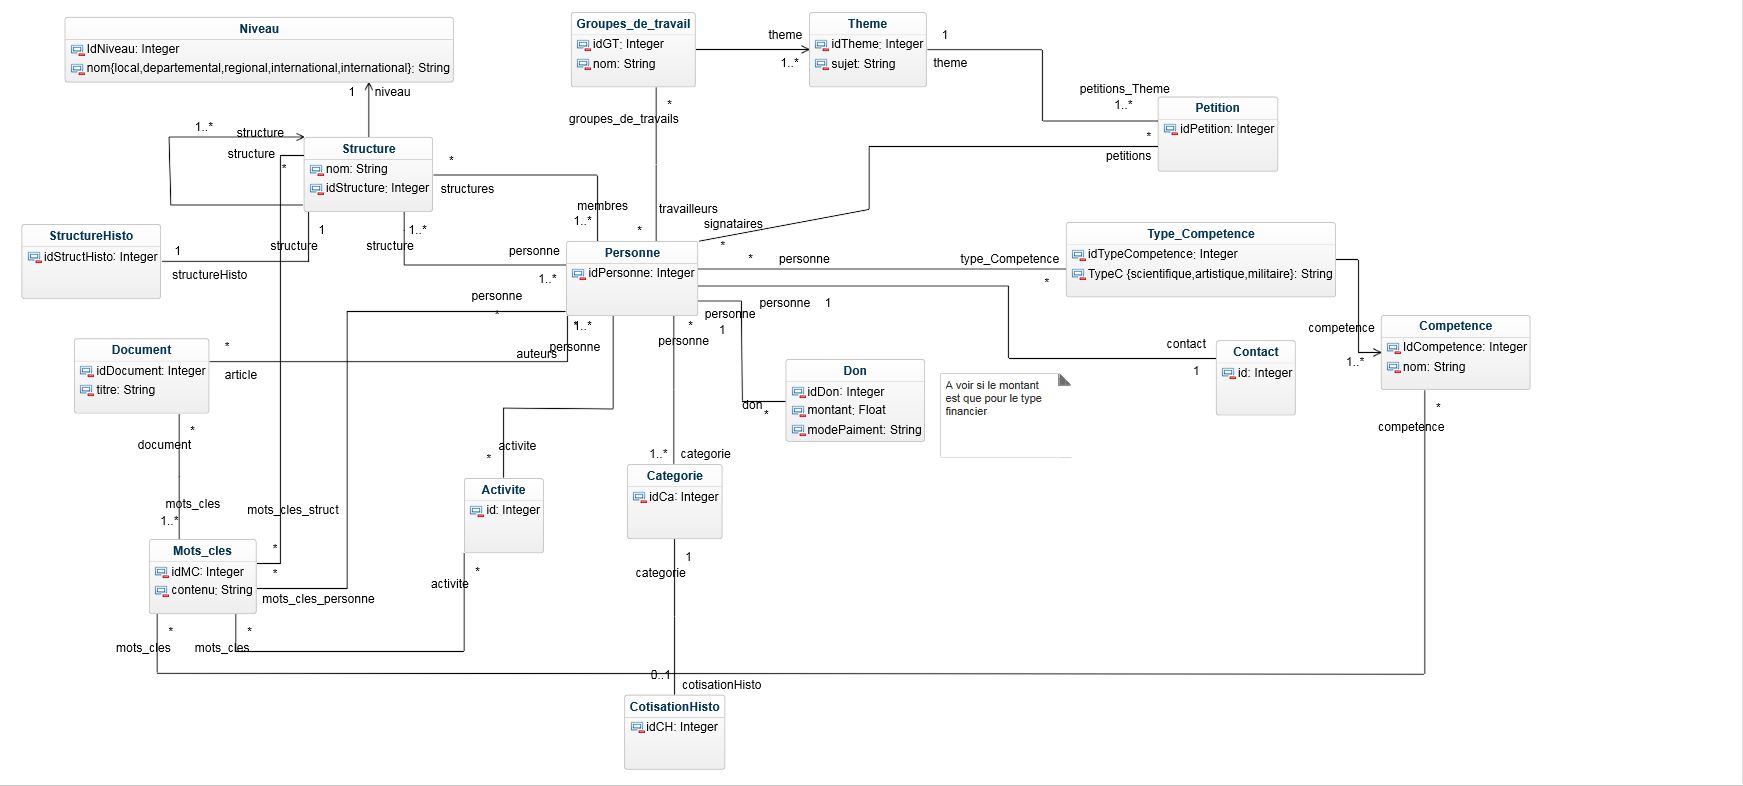 Niveau
IdNiveau: Integer
nom{local,departemental,regional,international,international}: String
1
niveau
Groupes_de_travail
idGT: Integer
nom: String
theme
1..*
Theme
idTheme: Integer
sujet: String
1
theme
petitions_Theme
1..*
Petition
idPetition: Integer
*
petitions
*
groupes_de_travails
1..*
structure
structure
*
Structure
nom: String
idStructure: Integer
*
structures
membres
1..*
travailleurs
*
signataires
*
StructureHisto
idStructHisto: Integer
1
structureHisto
1
structure
1..*
structure
personne
1..*
Personne
idPersonne: Integer
*
personne
type_Competence
*
Type_Competence
idTypeCompetence: Integer
TypeC {scientifique,artistique,militaire}: String
competence
1..*
Competence
IdCompetence: Integer
nom: String
*
competence
personne
*
personne
1
personne
1
*
personne
*
1..*
personne
auteurs
contact
1
Contact
id: Integer
Document
idDocument: Integer
titre: String
*
article
*
document
Don
idDon: Integer
montant: Float
modePaiment: String
don
*
A voir si le montant
est que pour le type
financier
activite
*
1..*
categorie
Categorie
idCa: Integer
Activite
id: Integer
mots_cles
1..*
mots_cles_struct
*
*
mots_cles_personne
Mots_cles
idMC: Integer
contenu: String
1
categorie
*
activite
*
mots_cles
*
mots_cles
0..1
cotisationHisto
CotisationHisto
idCH: Integer